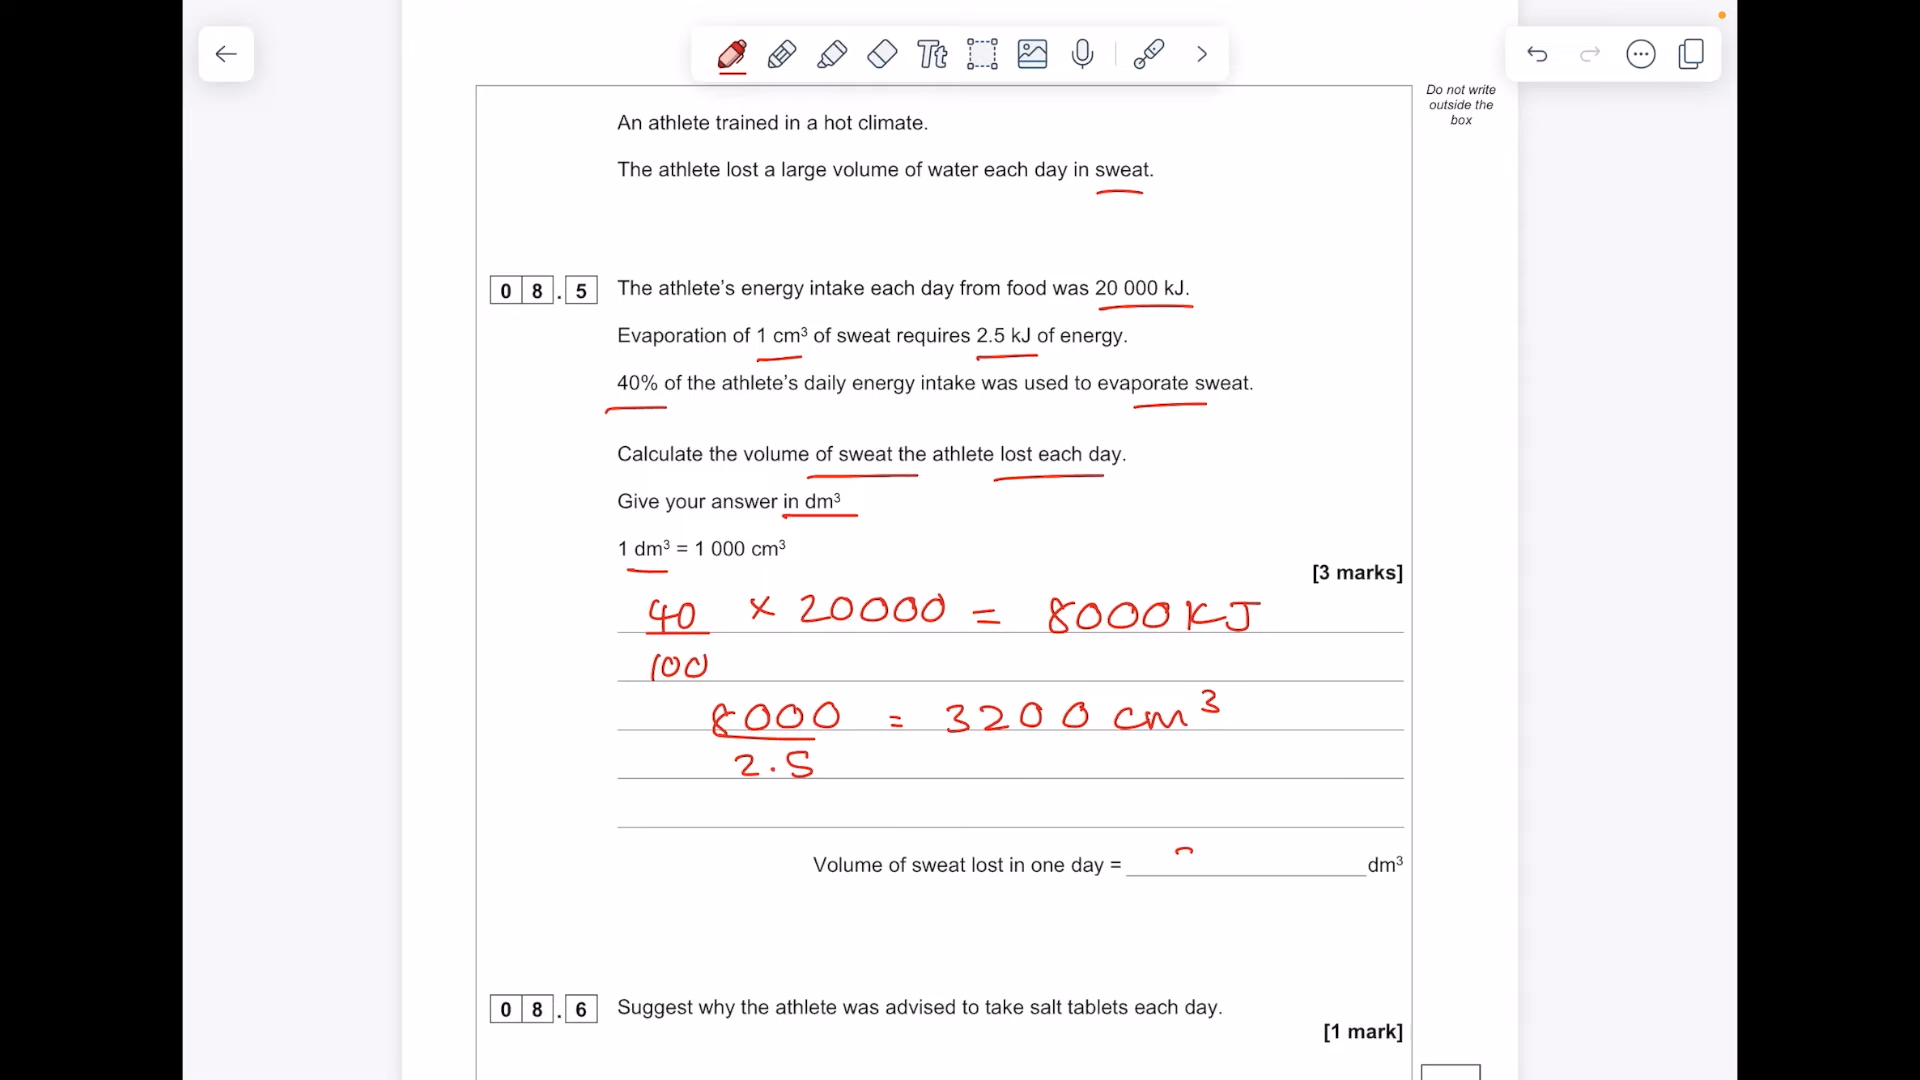 Tt
Do not write
outside the
box
An athlete trained in a hot climate.
The athlete lost a large volume of water each day in sweat.
0 8 . 5 The athlete’s energy intake each day from food was 20 000 kJ.
Evaporation of 1 cm³ of sweat requires 2.5 kJ of energy.
40% of the athlete’s daily energy intake was used to evaporate sweat.
Calculate the volume of sweat the athlete lost each day.
Give your answer in dm³
1 dm³ = 1 000 cm³
[3 marks]
40 × 20000 = 8000KJ
100
8000 = 3200 cm³
2.5
Volume of sweat lost in one day = dm³
0 8 . 6 Suggest why the athlete was advised to take salt tablets each day.
[1 mark]